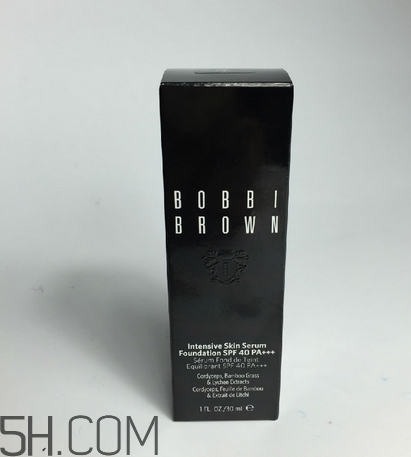 BOBBI
BROWN
Intensive Skin Serum
Foundation SPF 40 PA+++
Sérum Fond de Teint
Equilibrant SPF 40 PA+++
Cordyceps, Bamboo Grass
& Lychee Extracts
Cordyceps, Feuille de Bambou
& Extrait de Litchi
1 FL. OZ./30 ml ℮
5H.COM